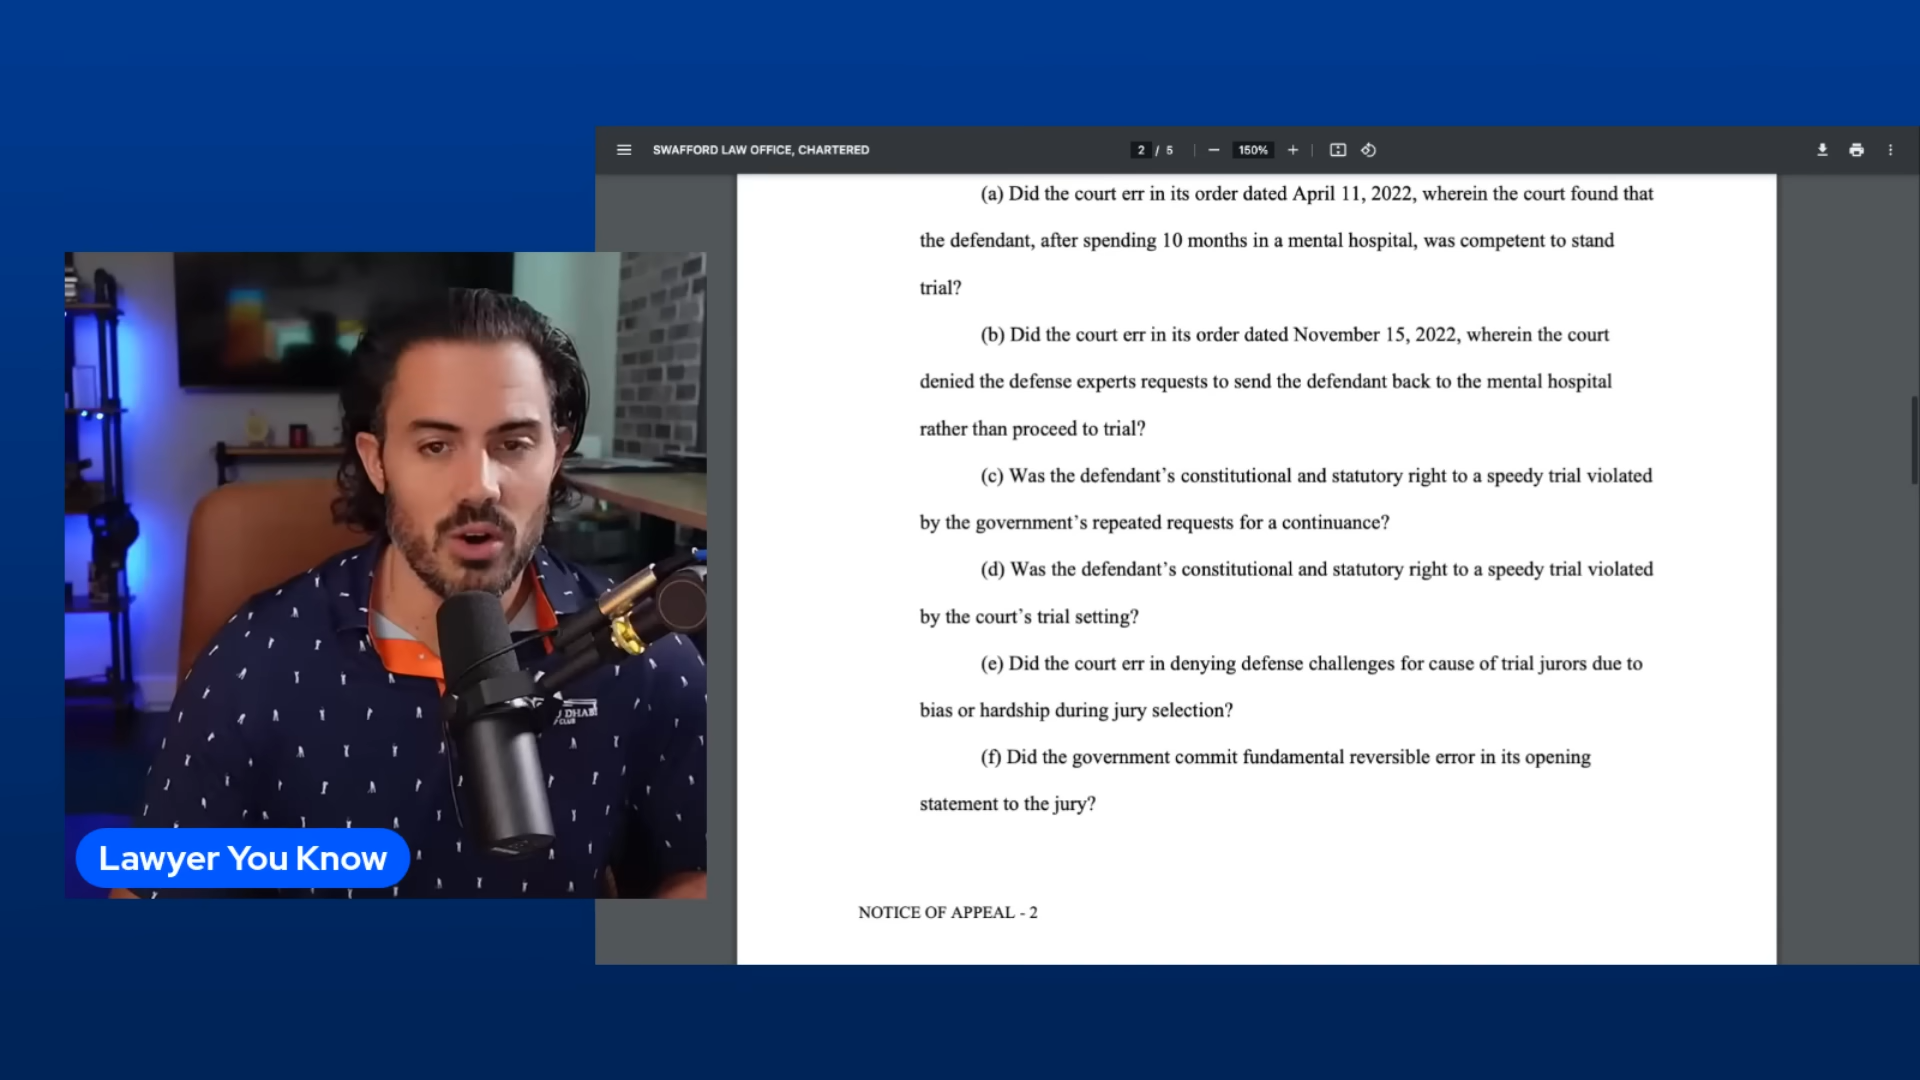 SWAFFORD LAW OFFICE, CHARTERED
2 / 5
150%
(a) Did the court err in its order dated April 11, 2022, wherein the court found that
the defendant, after spending 10 months in a mental hospital, was competent to stand
trial?
(b) Did the court err in its order dated November 15, 2022, wherein the court
denied the defense experts requests to send the defendant back to the mental hospital
rather than proceed to trial?
(c) Was the defendant’s constitutional and statutory right to a speedy trial violated
by the government’s repeated requests for a continuance?
(d) Was the defendant’s constitutional and statutory right to a speedy trial violated
by the court’s trial setting?
(e) Did the court err in denying defense challenges for cause of trial jurors due to
bias or hardship during jury selection?
(f) Did the government commit fundamental reversible error in its opening
statement to the jury?
NOTICE OF APPEAL - 2
DHABI
CLUB
Lawyer You Know